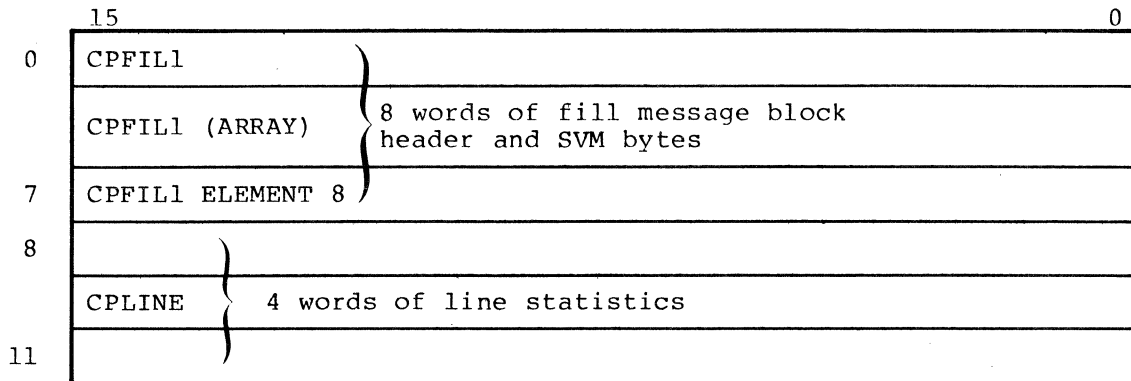 15 0
0 CPFIL1
CPFIL1 (ARRAY) 8 words of fill message block
header and SVM bytes
7 CPFIL1 ELEMENT 8
8
CPLINE 4 words of line statistics
11